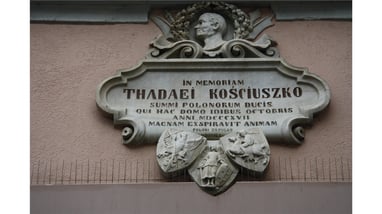 IN MEMORIAM
THADAEI KOŚCIUSZKO
SUMMI POLONORUM DUCIS
QUI HAC DOMO IDIBUS OCTOBRIS
ANNI MDCCCXVII
MAGNAM EXSPIRAVIT ANIMAM